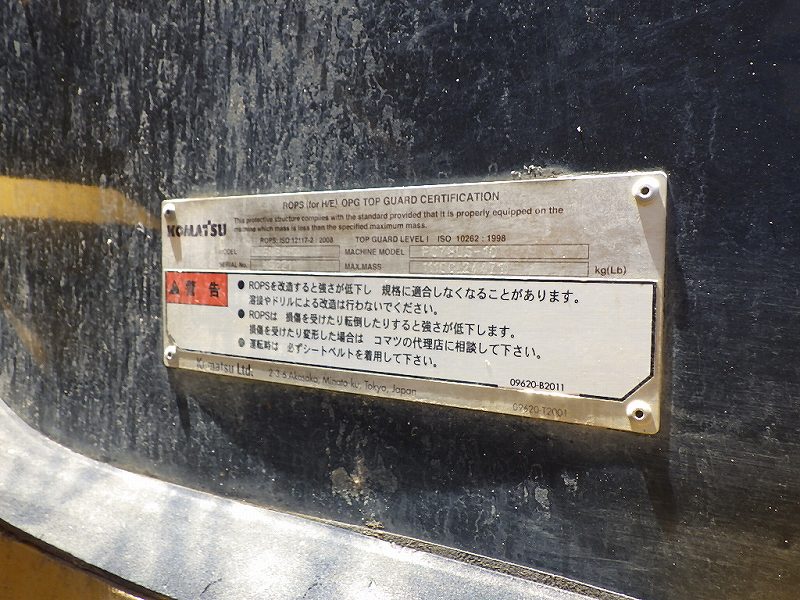 ROPS (for H/E), OPG TOP GUARD CERTIFICATION
This protective structure complies with the standard provided that it is properly equipped on the
machine which mass is less than the specified maximum mass.
KOMATSU
ROPS: ISO 12117-2 : 2008 TOP GUARD LEVEL I ISO 10262 : 1998
MODEL MACHINE MODEL
SERIAL No. MAX.MASS kg(Lb)
警告
● ROPSを改造すると強さが低下し 規格に適合しなくなることがあります。
溶接やドリルによる改造は行わないでください。
● ROPSは 損傷を受けたり転倒したりすると強さが低下します。
損傷を受けたり変形した場合は コマツの代理店に相談して下さい。
● 運転時は 必ずシートベルトを着用して下さい。
09620-B2011
Komatsu Ltd. 2-3-6 Akasaka, Minato-ku, Tokyo, Japan
09620-T2001